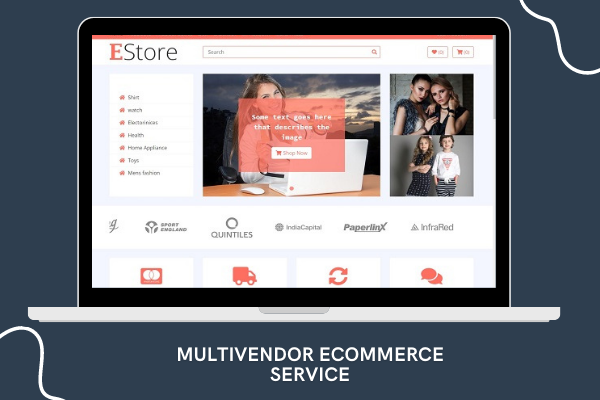 EStore
Search
(0)
(0)
Shirt
watch
Electorinices
Health
Home Appliance
Toys
Mens fashion
Some text goes here
that describes the
image
Shop Now
SPORT
ENGLAND
QUINTILES
IndiaCapital
PaperlinX
InfraRed
MULTIVENDOR ECOMMERCE
SERVICE